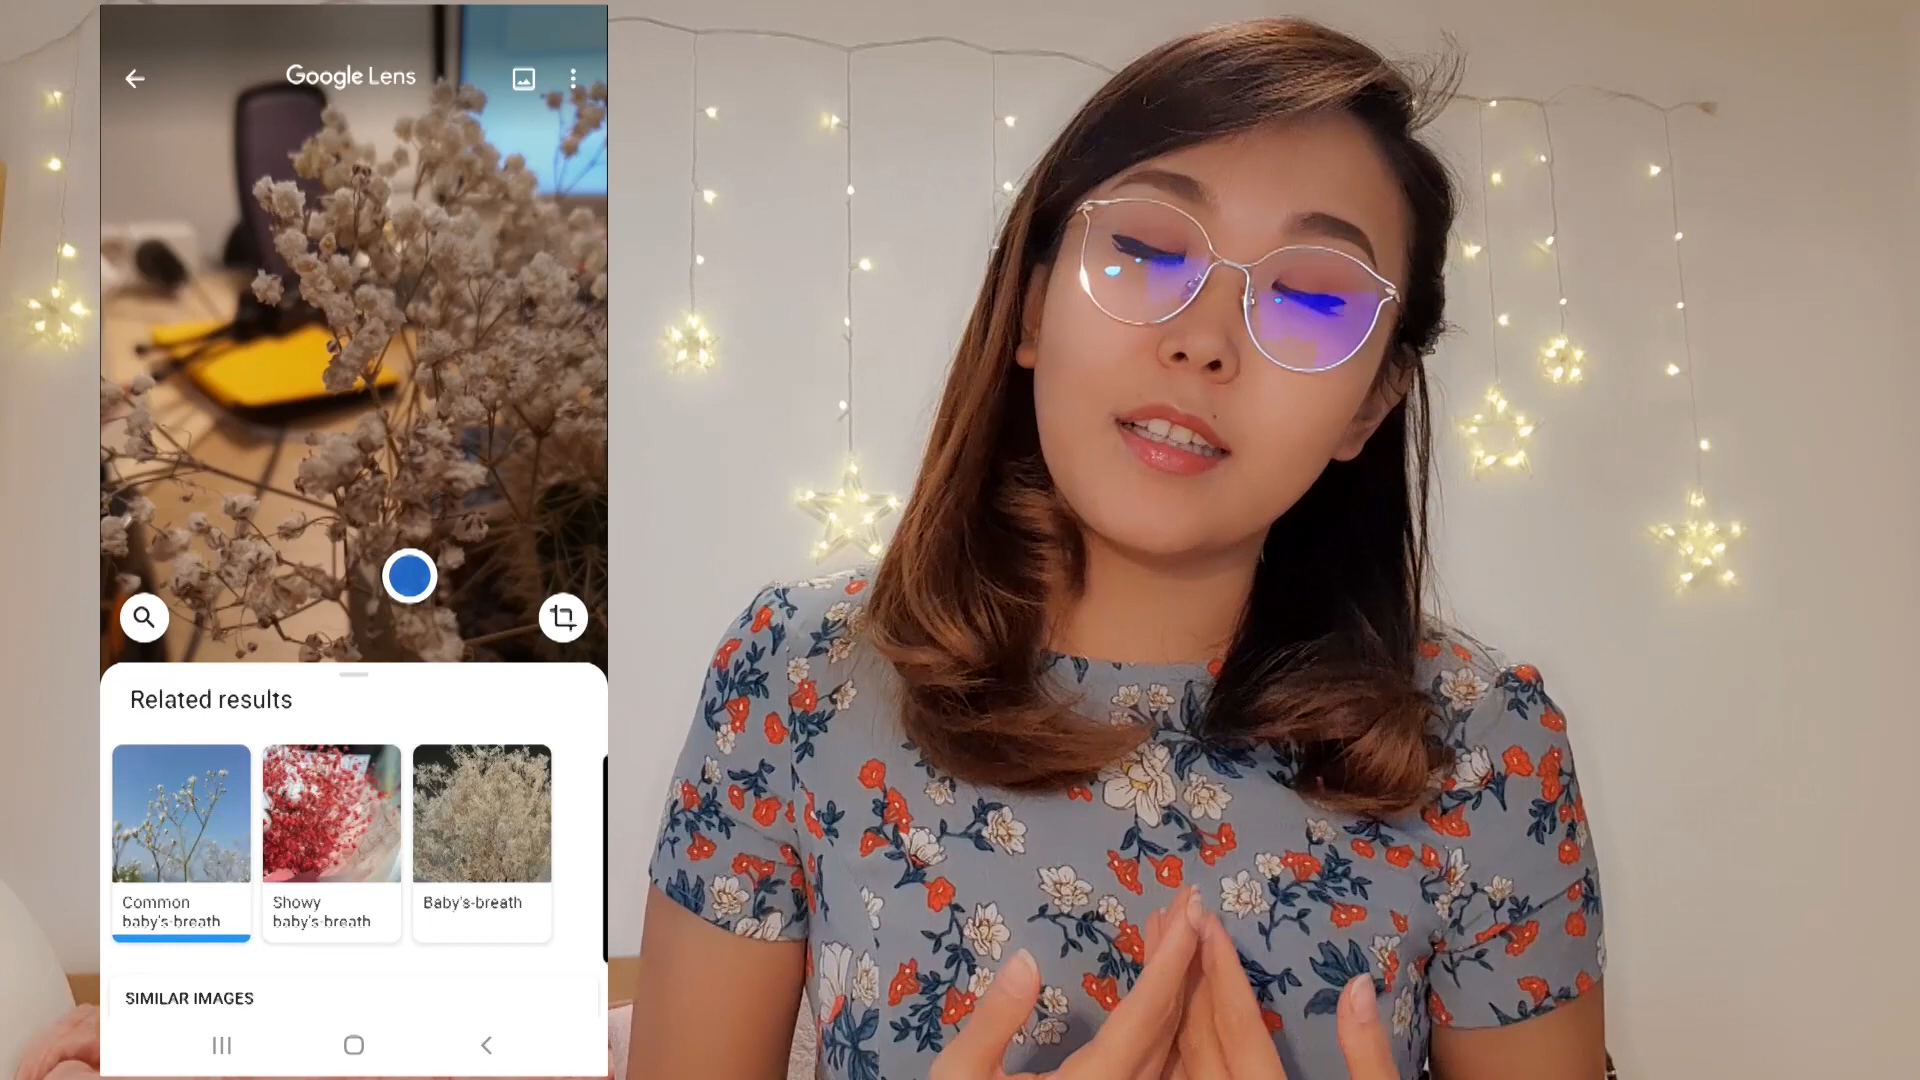 Google Lens
Related results
Common
baby's-breath
Showy
baby's-breath
Baby's-breath
SIMILAR IMAGES